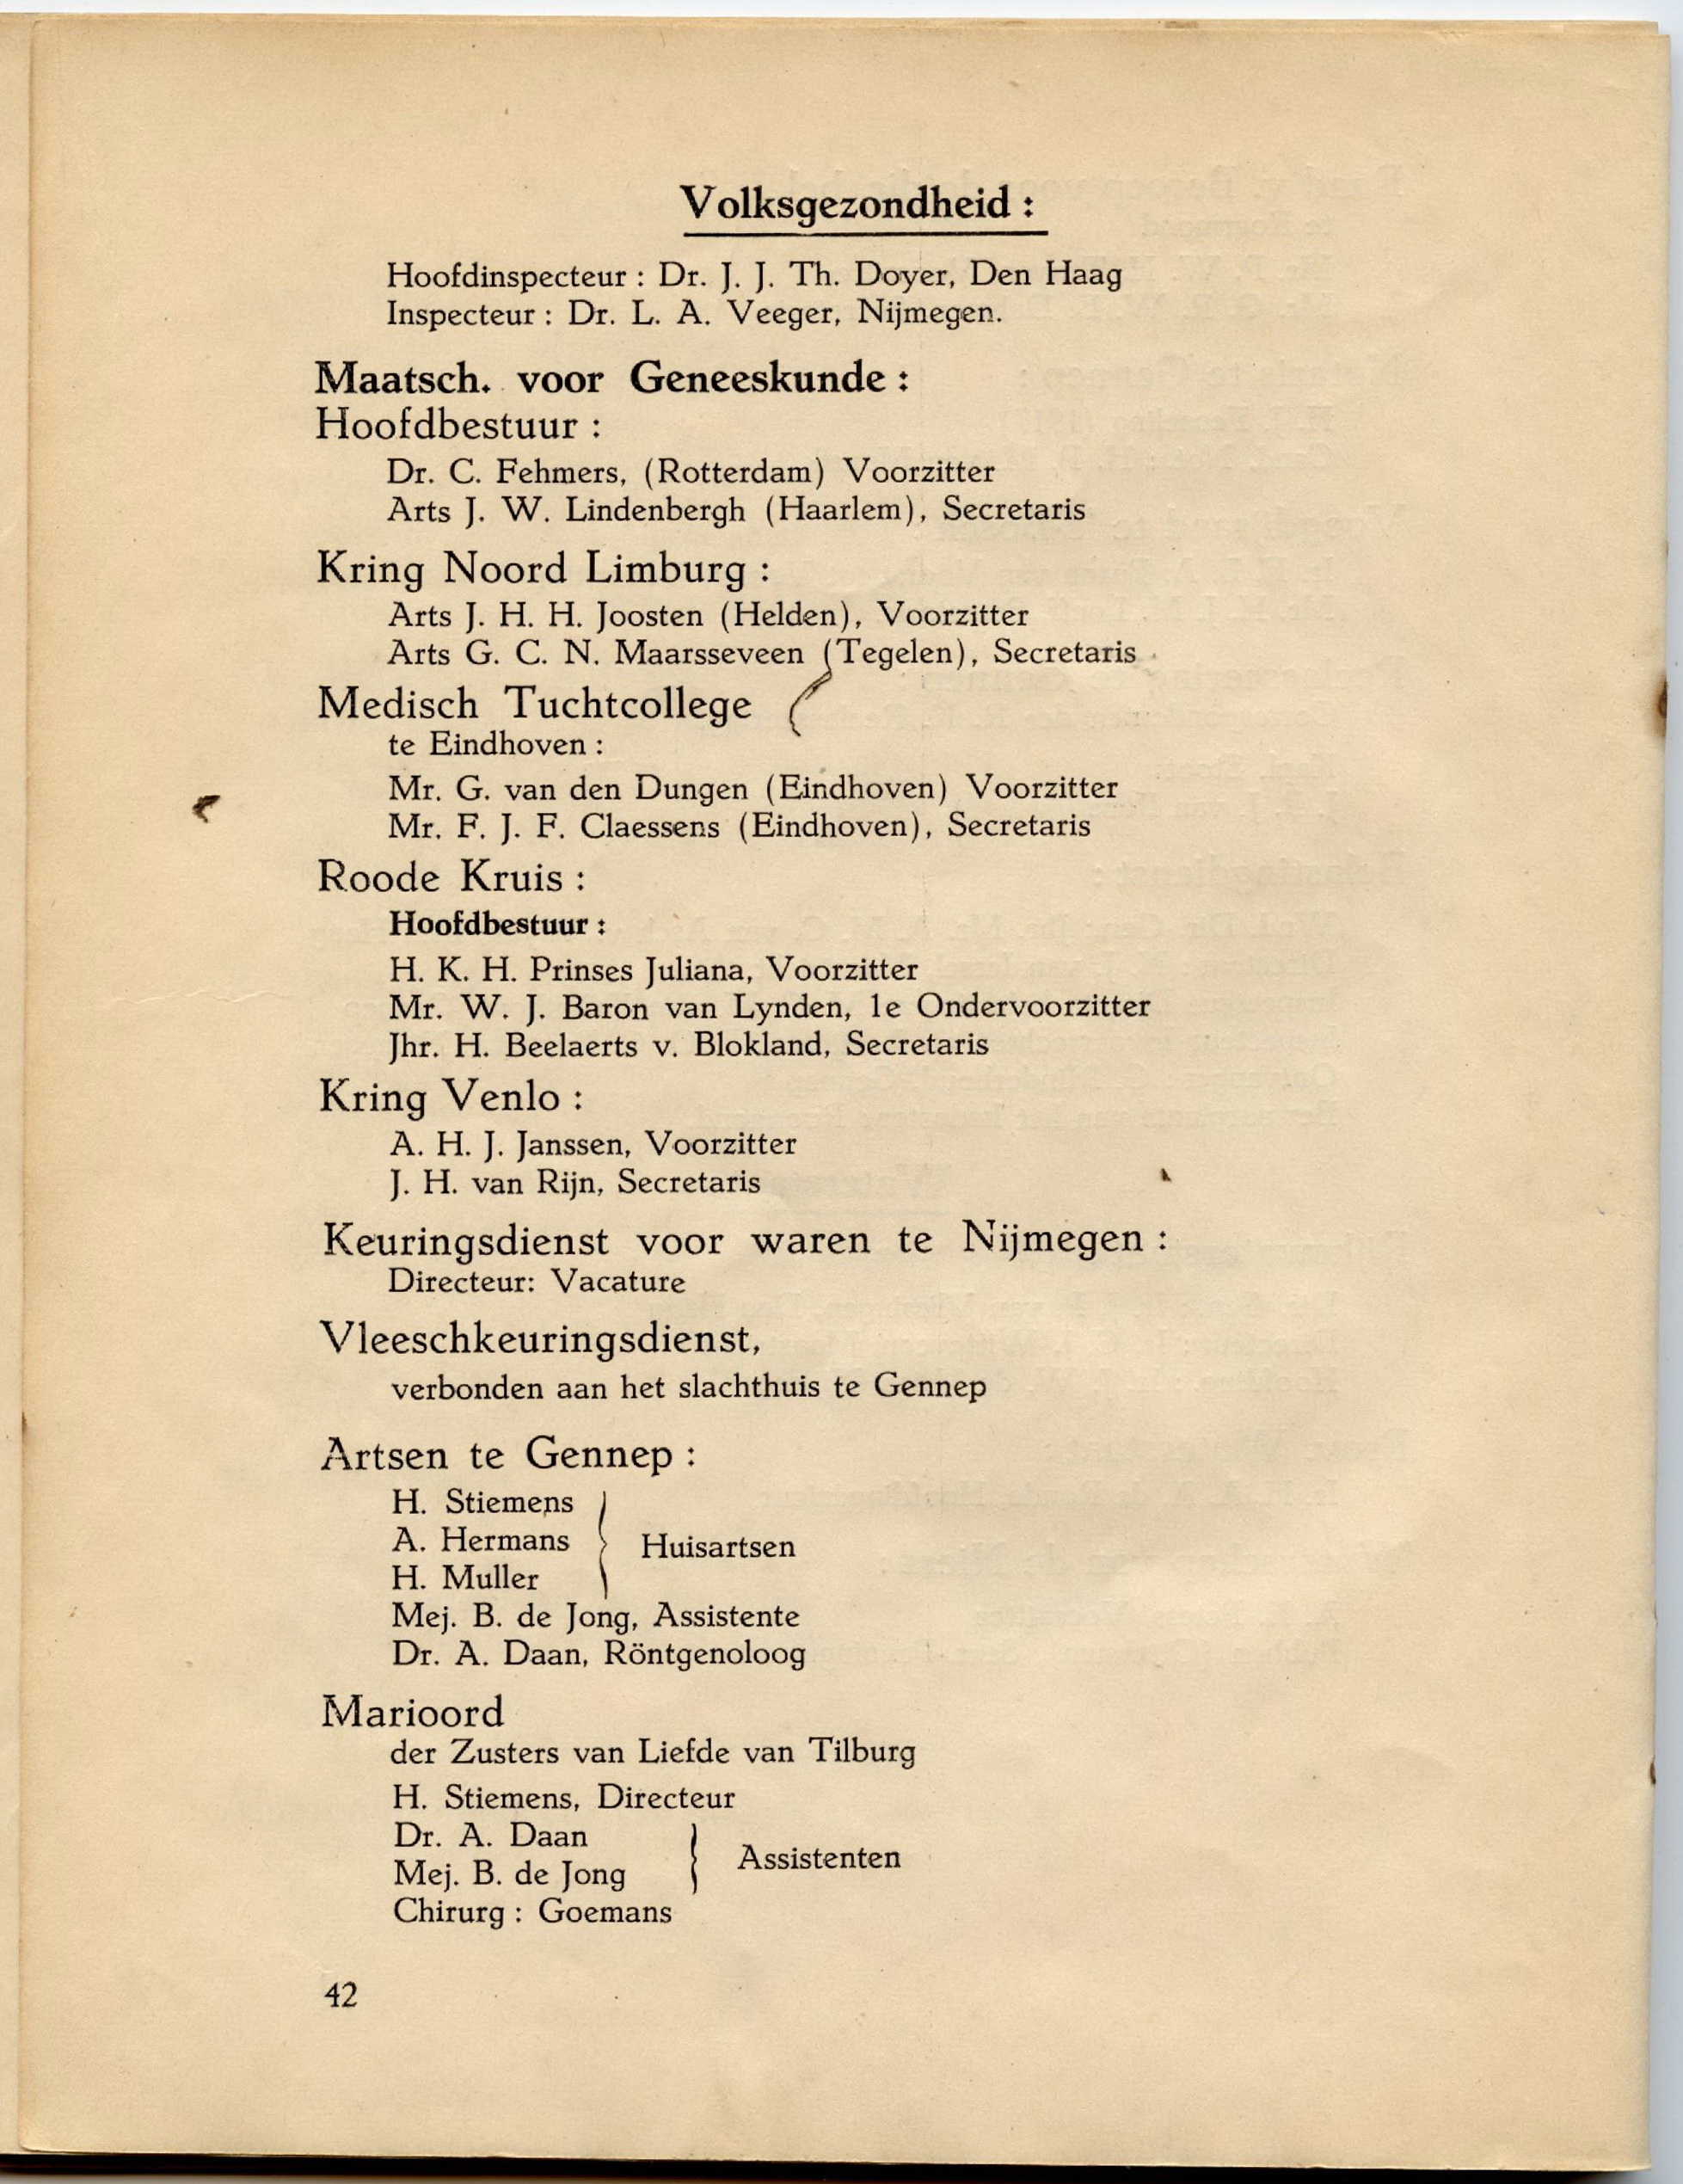 Volksgezondheid :
Hoofdinspecteur : Dr. J. J. Th. Doyer, Den Haag
Inspecteur : Dr. L. A. Veeger, Nijmegen.
Maatsch. voor Geneeskunde :
Hoofdbestuur :
Dr. C. Fehmers, (Rotterdam) Voorzitter
Arts J. W. Lindenbergh (Haarlem), Secretaris
Kring Noord Limburg :
Arts J. H. H. Joosten (Helden), Voorzitter
Arts G. C. N. Maarsseveen (Tegelen), Secretaris
Medisch Tuchtcollege
te Eindhoven :
Mr. G. van den Dungen (Eindhoven) Voorzitter
Mr. F. J. F. Claessens (Eindhoven), Secretaris
Roode Kruis :
Hoofdbestuur :
H. K. H. Prinses Juliana, Voorzitter
Mr. W. J. Baron van Lynden, 1e Ondervoorzitter
Jhr. H. Beelaerts v. Blokland, Secretaris
Kring Venlo :
A. H. J. Janssen, Voorzitter
J. H. van Rijn, Secretaris
Keuringsdienst voor waren te Nijmegen :
Directeur: Vacature
Vleeschkeuringsdienst,
verbonden aan het slachthuis te Gennep
Artsen te Gennep :
H. Stiemens
A. Hermans } Huisartsen
H. Muller
Mej. B. de Jong, Assistente
Dr. A. Daan, Röntgenoloog
Marioord
der Zusters van Liefde van Tilburg
H. Stiemens, Directeur
Dr. A. Daan
Mej. B. de Jong } Assistenten
Chirurg : Goemans
42